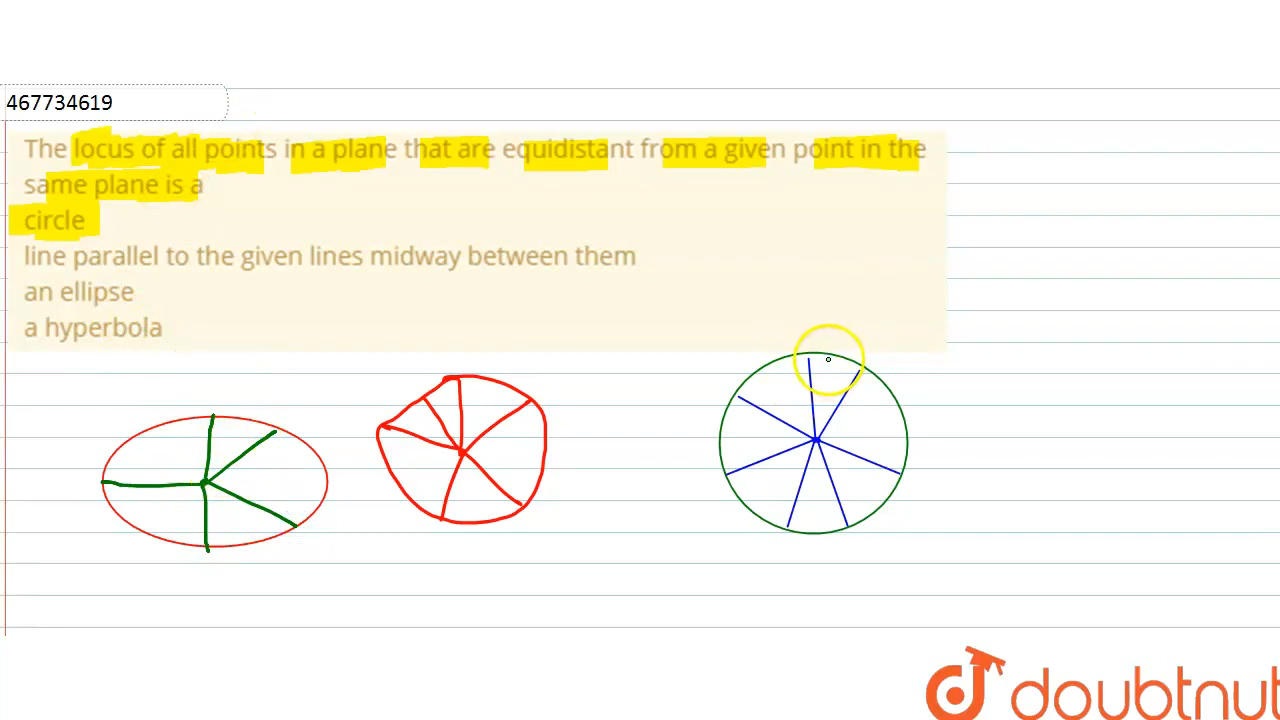 467734619
The locus of all points in a plane that are equidistant from a given point in the
same plane is a
circle
line parallel to the given lines midway between them
an ellipse
a hyperbola
doubtnut